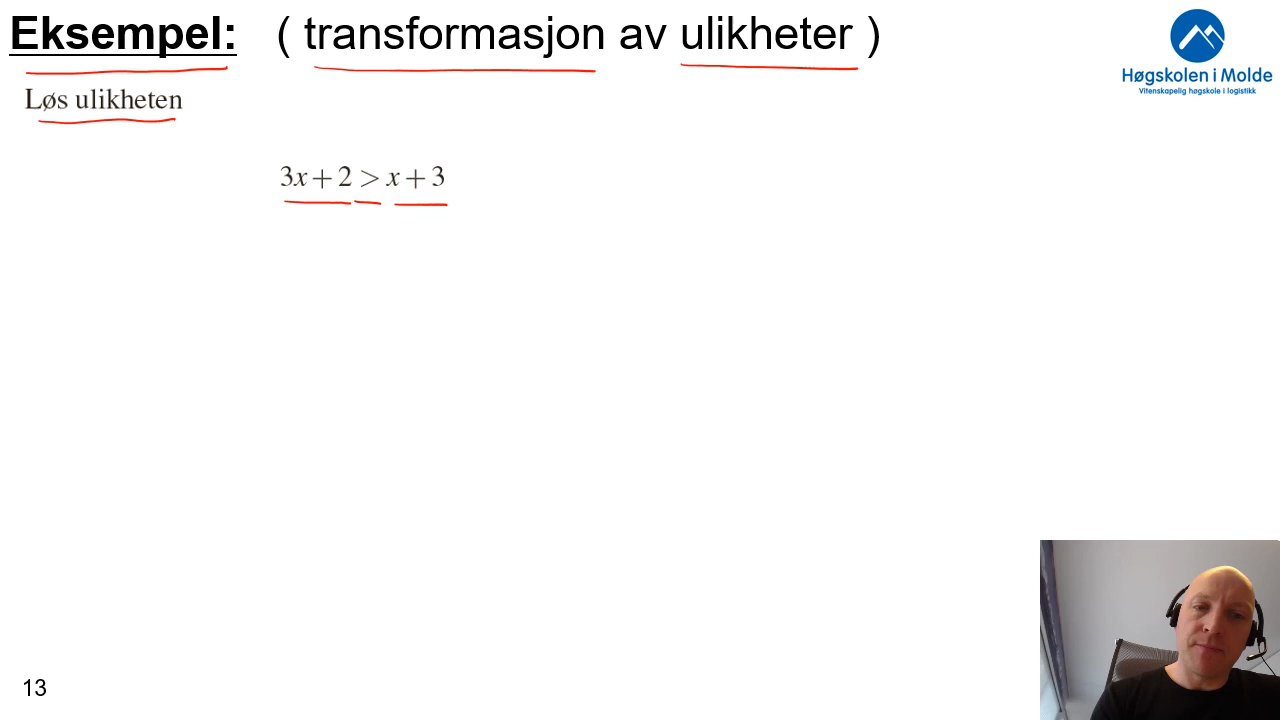 Eksempel: ( transformasjon av ulikheter )
Høgskolen i Molde
Vitenskapelig høgskole i logistikk
Løs ulikheten
3x + 2 > x + 3
13